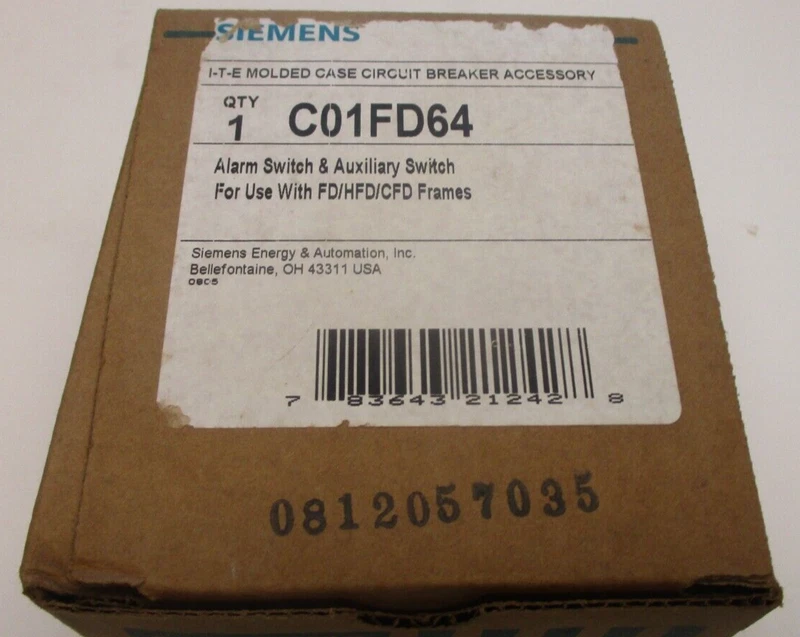 SIEMENS
I-T-E MOLDED CASE CIRCUIT BREAKER ACCESSORY
QTY
1 C01FD64
Alarm Switch & Auxiliary Switch
For Use With FD/HFD/CFD Frames
Siemens Energy & Automation, Inc.
Bellefontaine, OH 43311 USA
7 83643 21242 8
0812057035